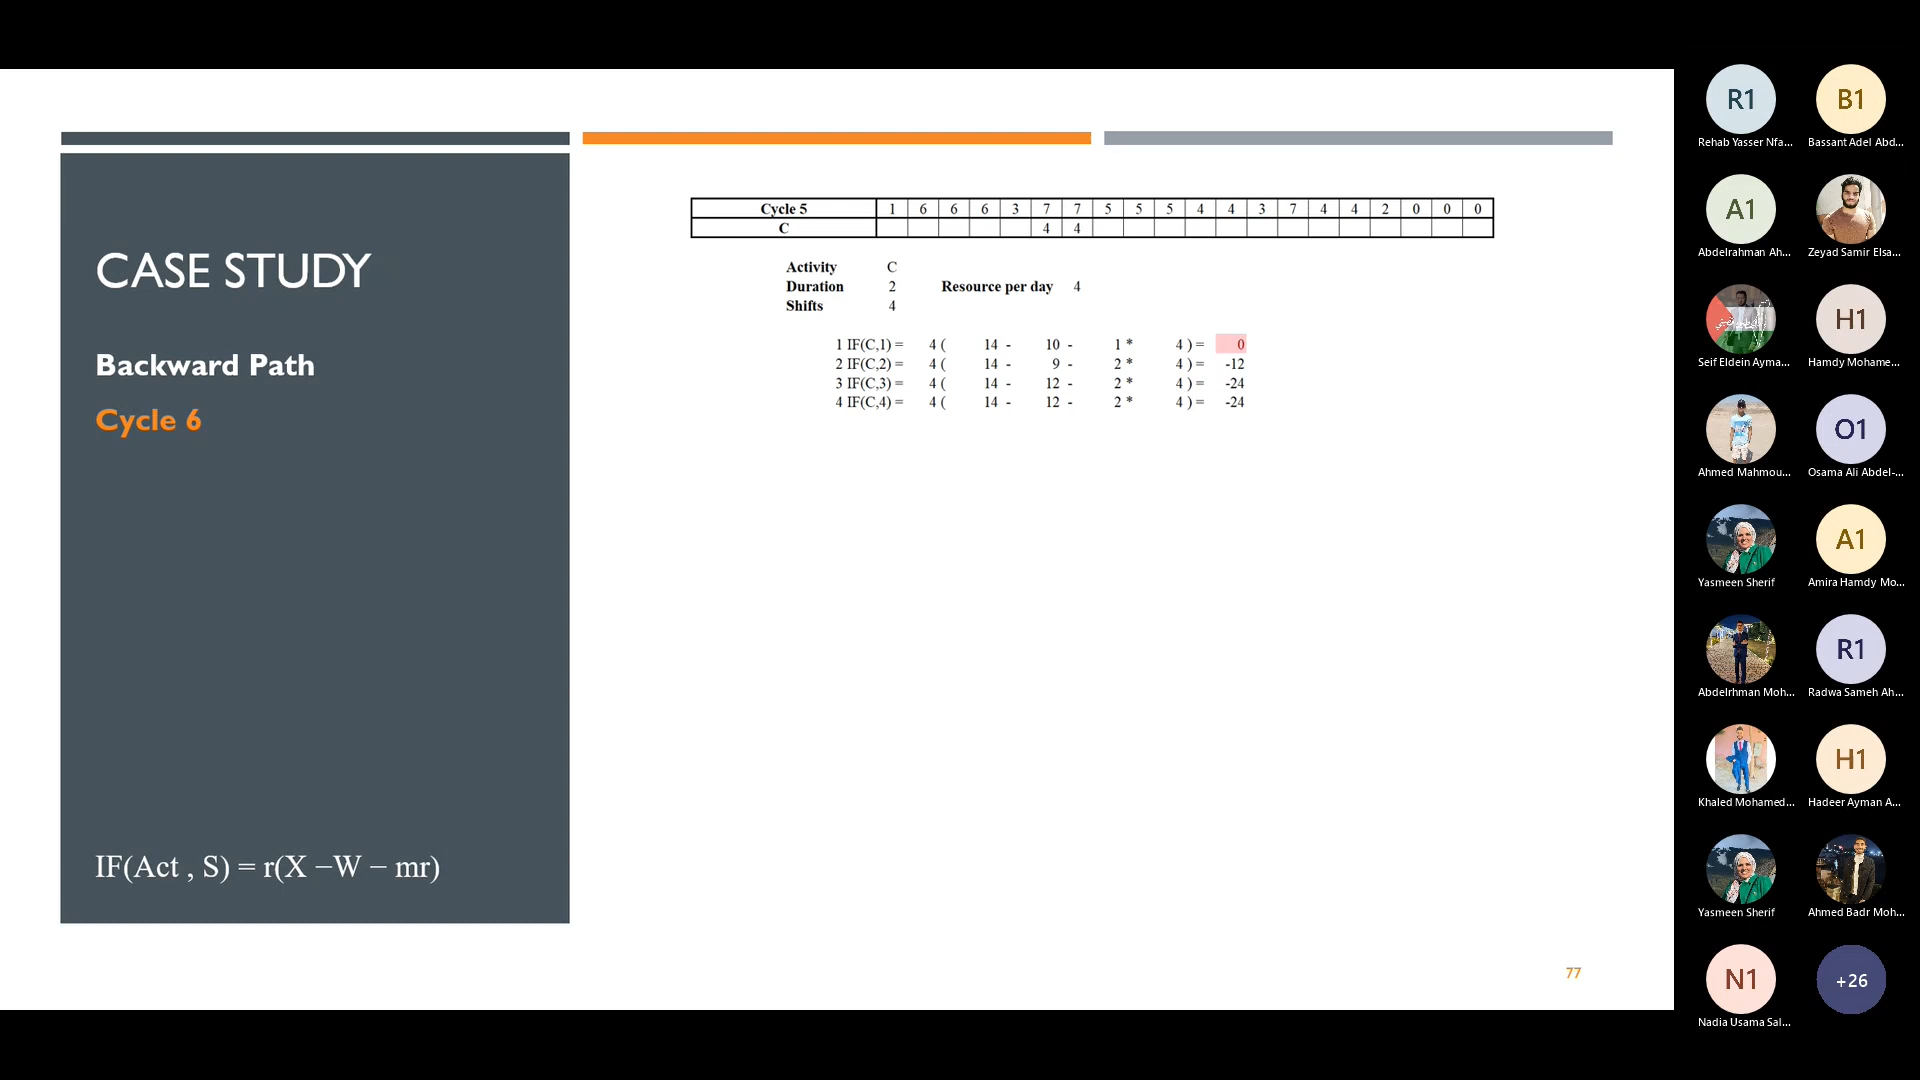 CASE STUDY
Backward Path
Cycle 6
IF(Act , S) = r(X −W − mr)
Cycle 5 1 6 6 6 3 7 7 5 5 5 4 4 3 7 4 4 2 0 0 0
C 4 4
Activity C
Duration 2 Resource per day 4
Shifts 4
1 IF(C,1) = 4 ( 14 - 10 - 1 * 4 ) = 0
2 IF(C,2) = 4 ( 14 - 9 - 2 * 4 ) = -12
3 IF(C,3) = 4 ( 14 - 12 - 2 * 4 ) = -24
4 IF(C,4) = 4 ( 14 - 12 - 2 * 4 ) = -24
77
R1 B1
Rehab Yasser Nfa... Bassant Adel Abd...
A1
Abdelrahman Ah... Zeyad Samir Elsa...
H1
Seif Eldein Ayma... Hamdy Mohame...
O1
Ahmed Mahmou... Osama Ali Abdel-...
A1
Yasmeen Sherif Amira Hamdy Mo...
R1
Abdelrhman Moh... Radwa Sameh Ah...
H1
Khaled Mohamed... Hadeer Ayman A...
Yasmeen Sherif Ahmed Badr Moh...
N1 +26
Nadia Usama Sal...